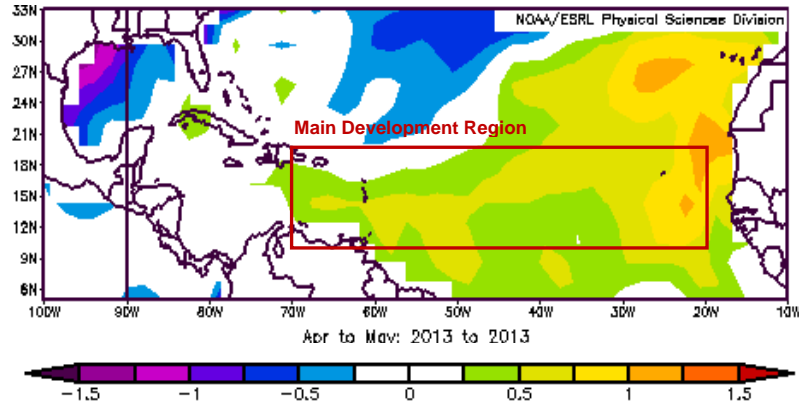 33N NOAA/ESRL Physical Sciences Division
30N
27N
24N
21N
Main Development Region
18N
15N
12N
9N
6N
100W 90W 80W 70W 60W 50W 40W 30W 20W 10W
Apr to May: 2013 to 2013
-1.5 -1 -0.5 0 0.5 1 1.5